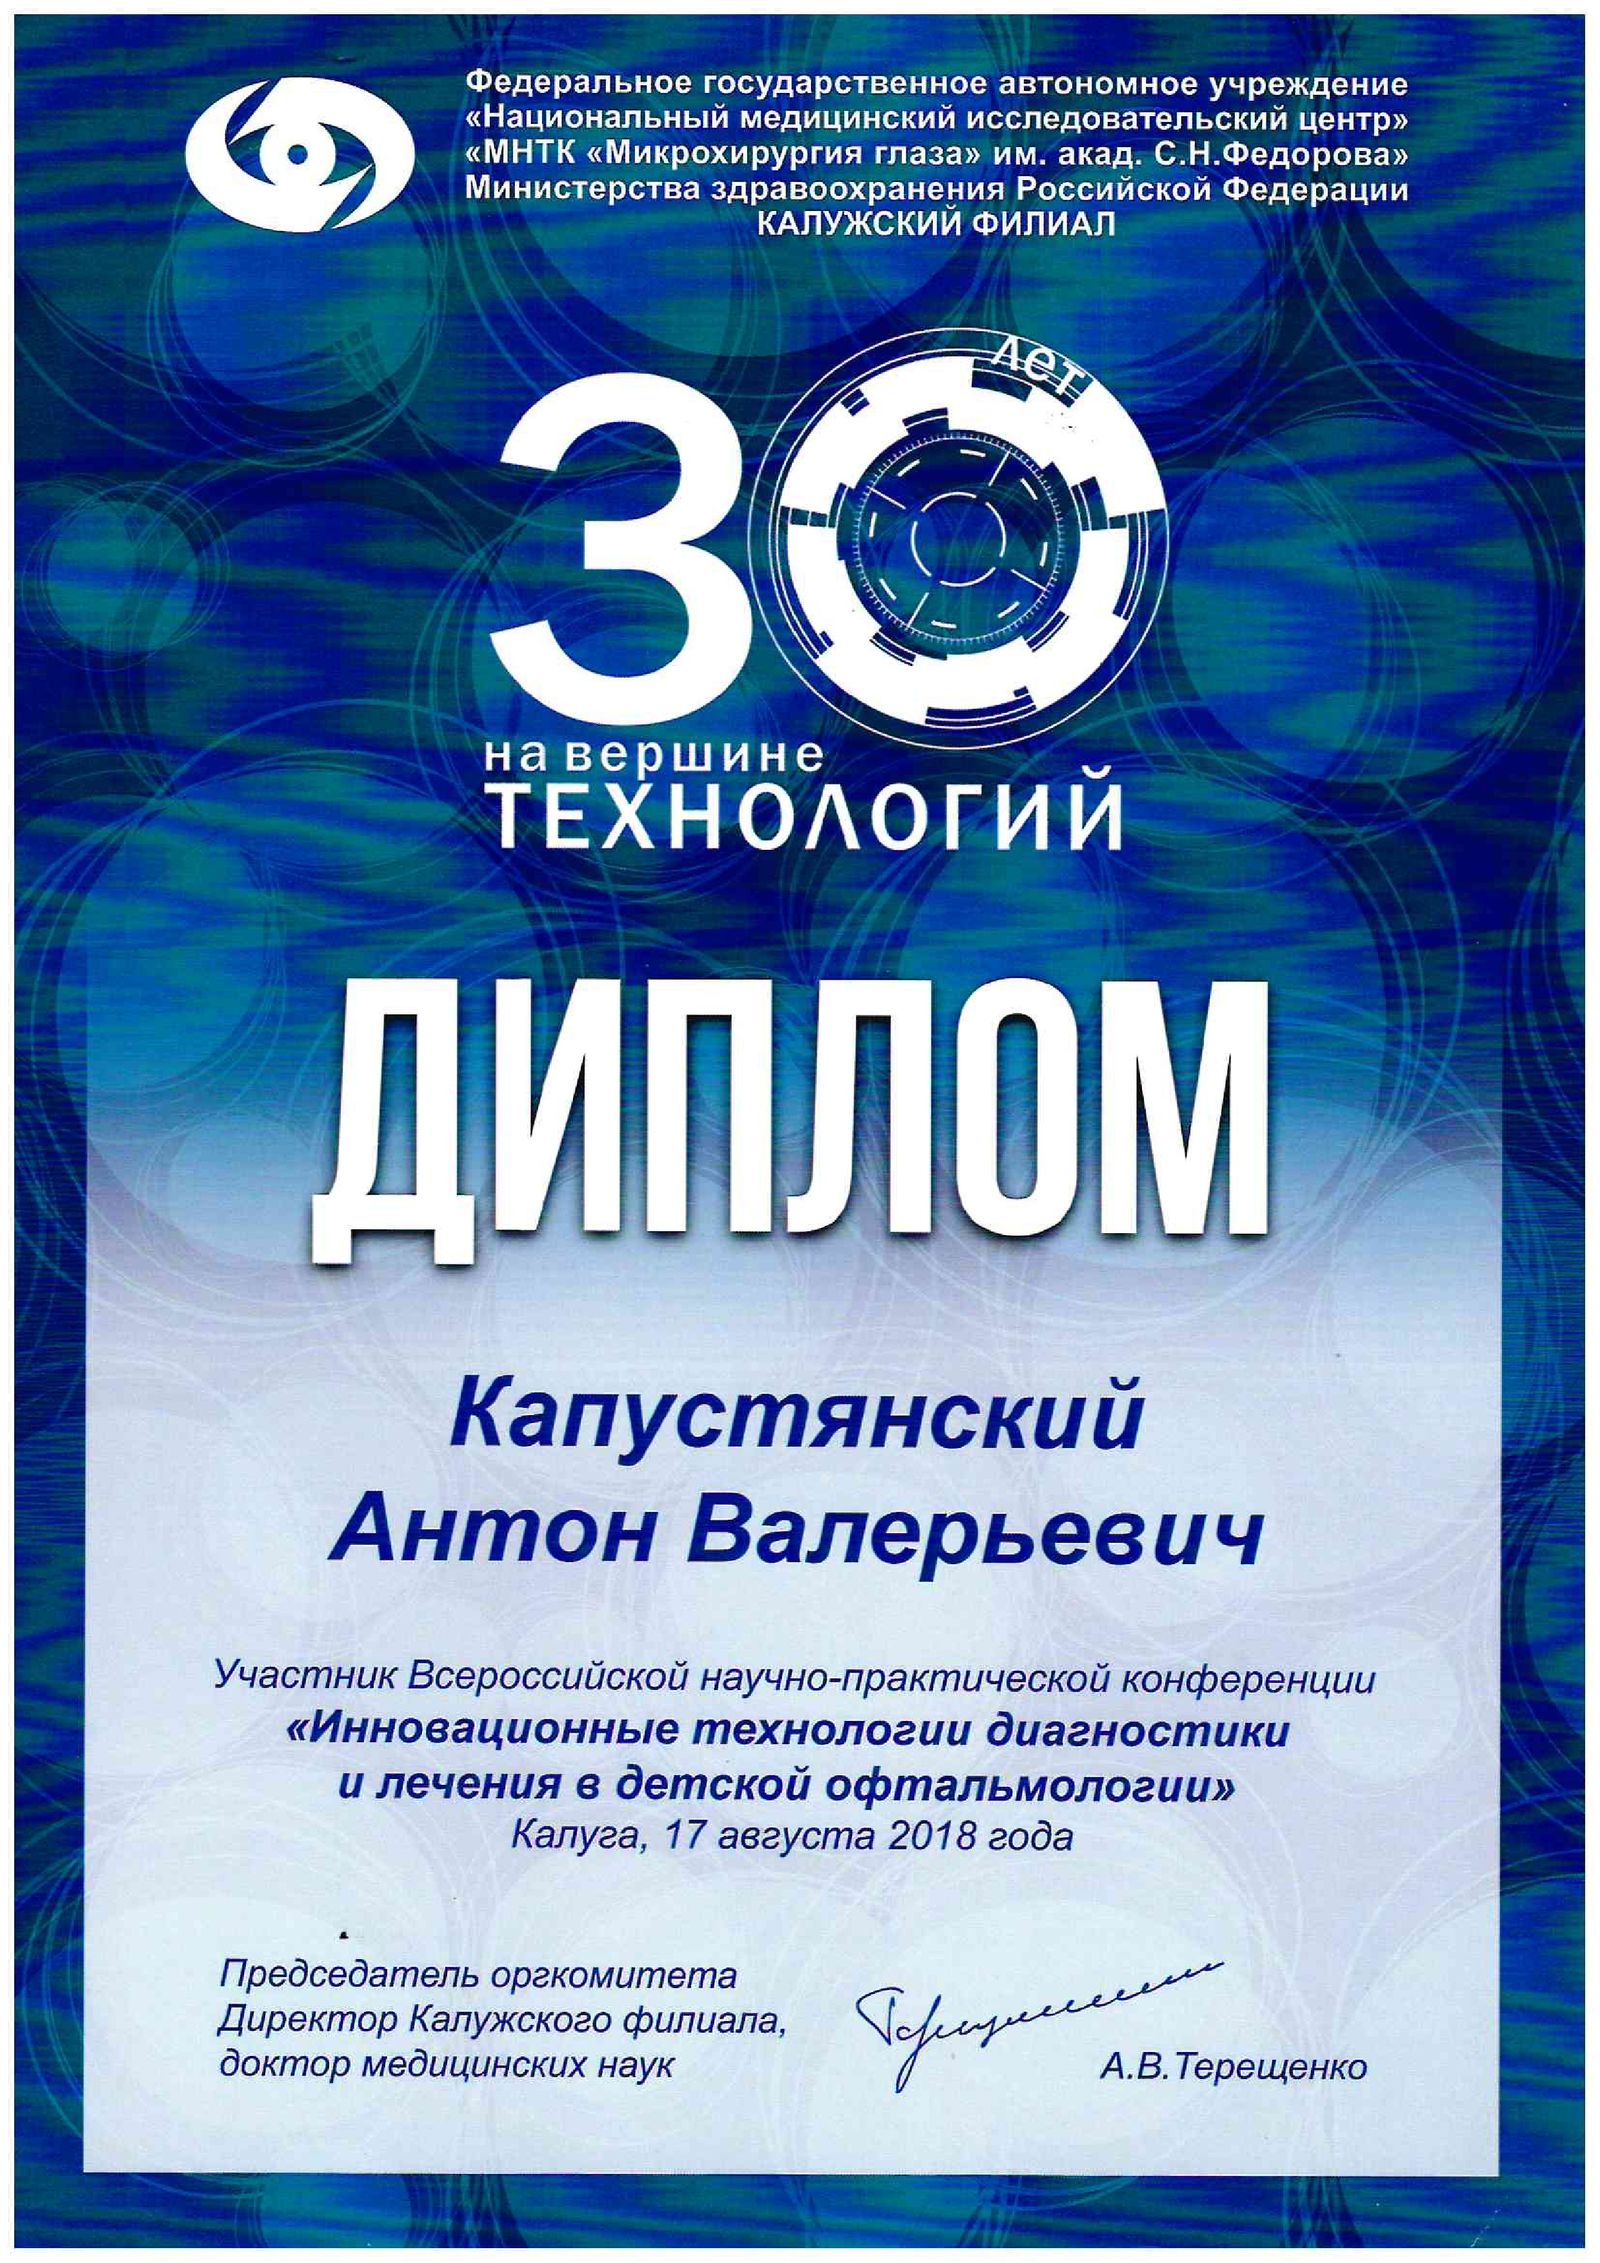 Федеральное государственное автономное учреждение
«Национальный медицинский исследовательский центр»
«МНТК «Микрохирургия глаза» им. акад. С.Н.Федорова»
Министерства здравоохранения Российской Федерации
КАЛУЖСКИЙ ФИЛИАЛ
30 лет
на вершине
ТЕХНОЛОГИЙ
ДИПЛОМ
Капустянский
Антон Валерьевич
Участник Всероссийской научно-практической конференции
«Инновационные технологии диагностики
и лечения в детской офтальмологии»
Калуга, 17 августа 2018 года
Председатель оргкомитета
Директор Калужского филиала,
доктор медицинских наук
А.В.Терещенко